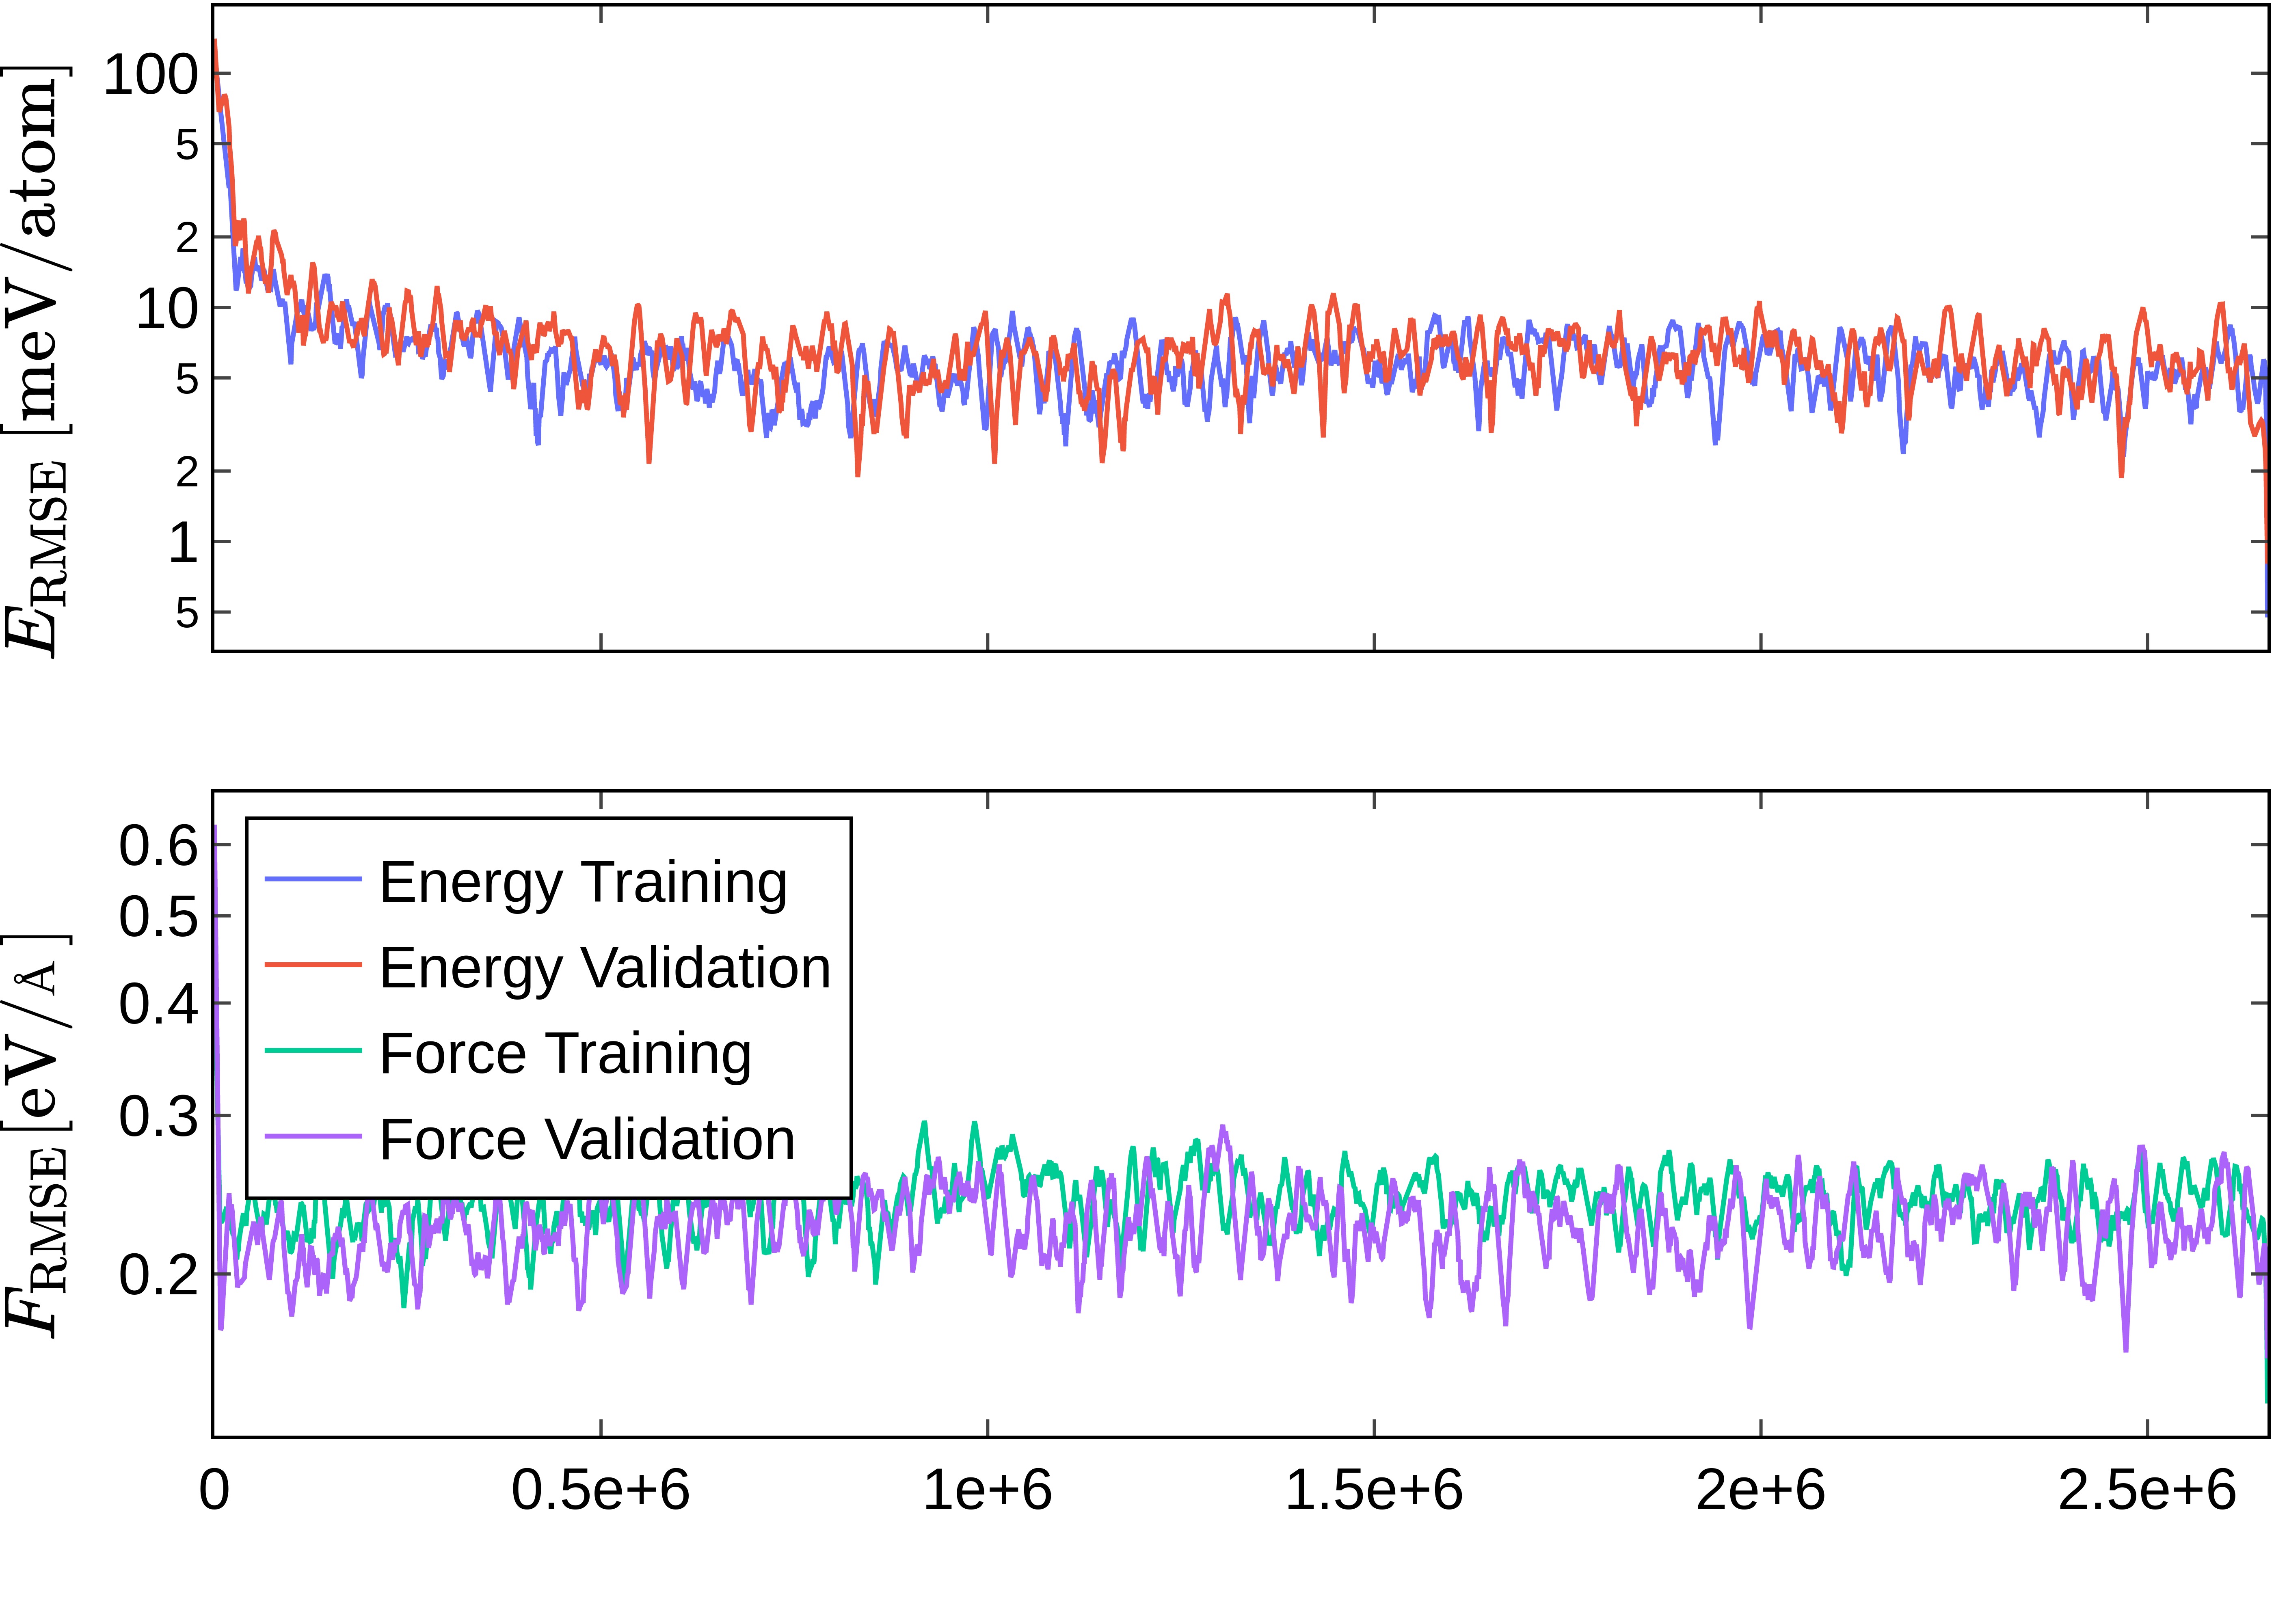 E_RMSE [meV/atom]
100
5
2
10
5
2
1
5
F_RMSE [eV/Å]
0.6
0.5
0.4
0.3
0.2
Energy Training
Energy Validation
Force Training
Force Validation
0 0.5e+6 1e+6 1.5e+6 2e+6 2.5e+6